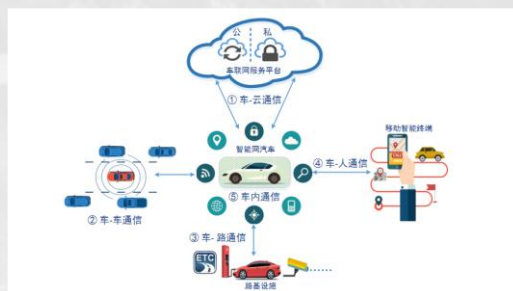 公 私
车联网服务平台
① 车-云通信
智能网汽车
移动智能终端
④ 车-人通信
⑤ 车内通信
② 车-车通信
③ 车- 路通信
ETC
路基设施